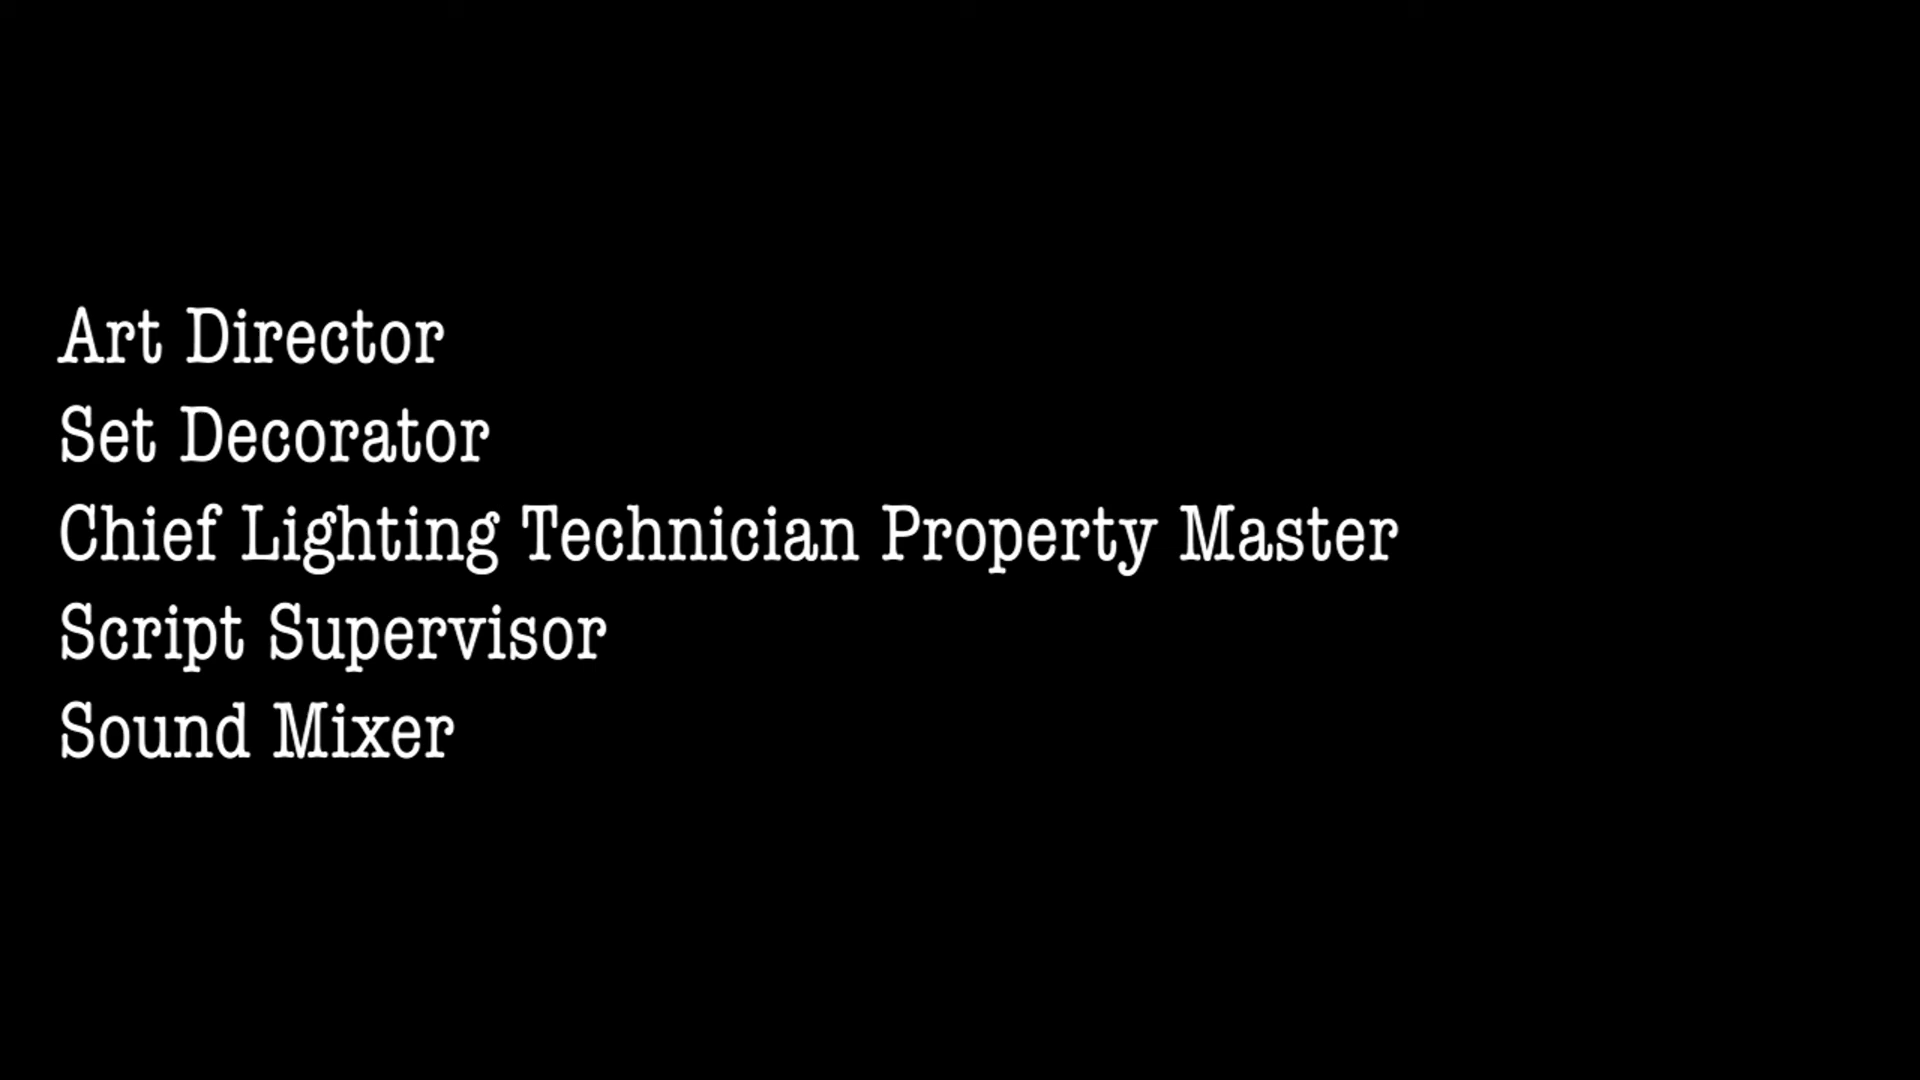 Art Director
Set Decorator
Chief Lighting Technician Property Master
Script Supervisor
Sound Mixer